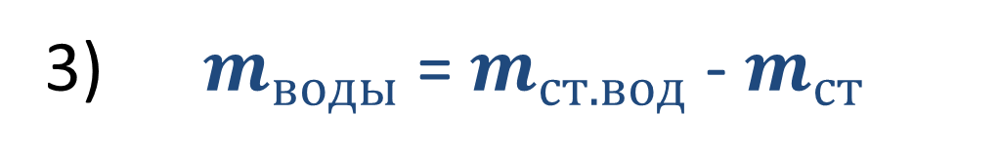 3) mводы = mст.вод - mст